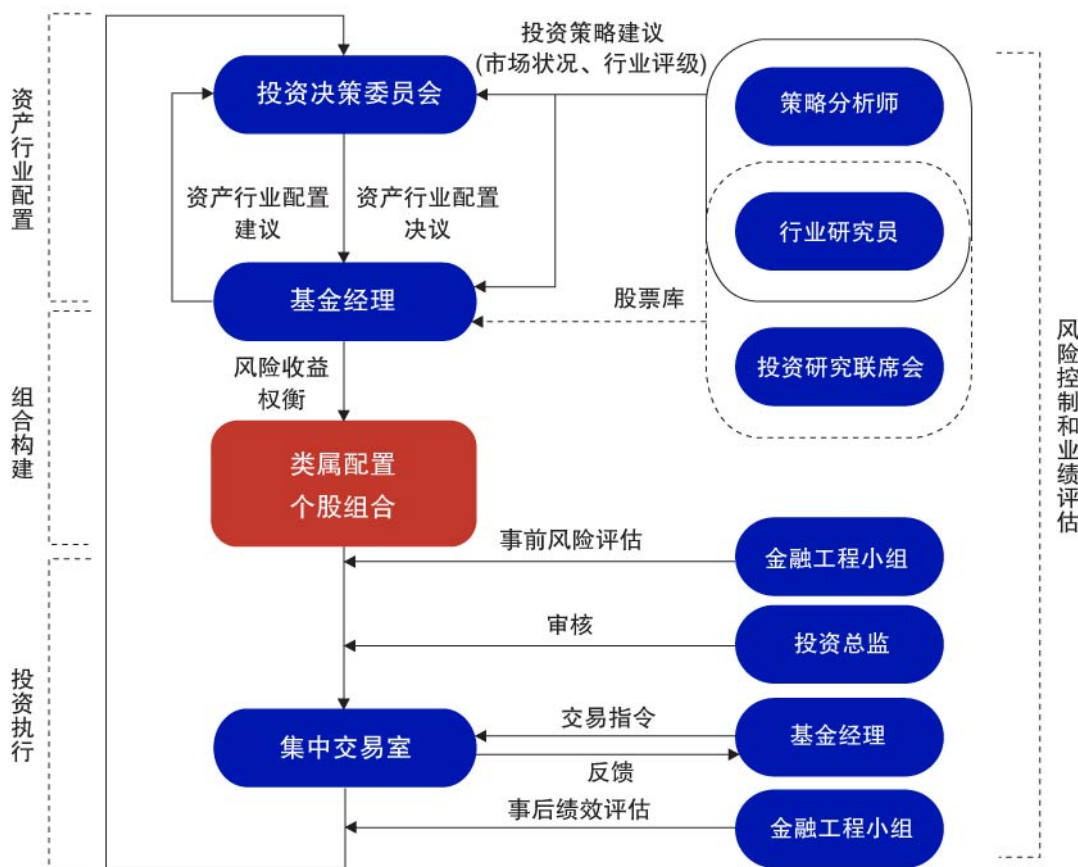 投资策略建议
(市场状况、行业评级)
投资决策委员会
策略分析师
资产行业配置
资产行业配置
建议
资产行业配置
决议
行业研究员
基金经理
股票库
投资研究联席会
风险收益
权衡
组合构建
类属配置
个股组合
风险控制和业绩评估
事前风险评估
金融工程小组
审核
投资总监
投资执行
集中交易室
交易指令
反馈
基金经理
事后绩效评估
金融工程小组